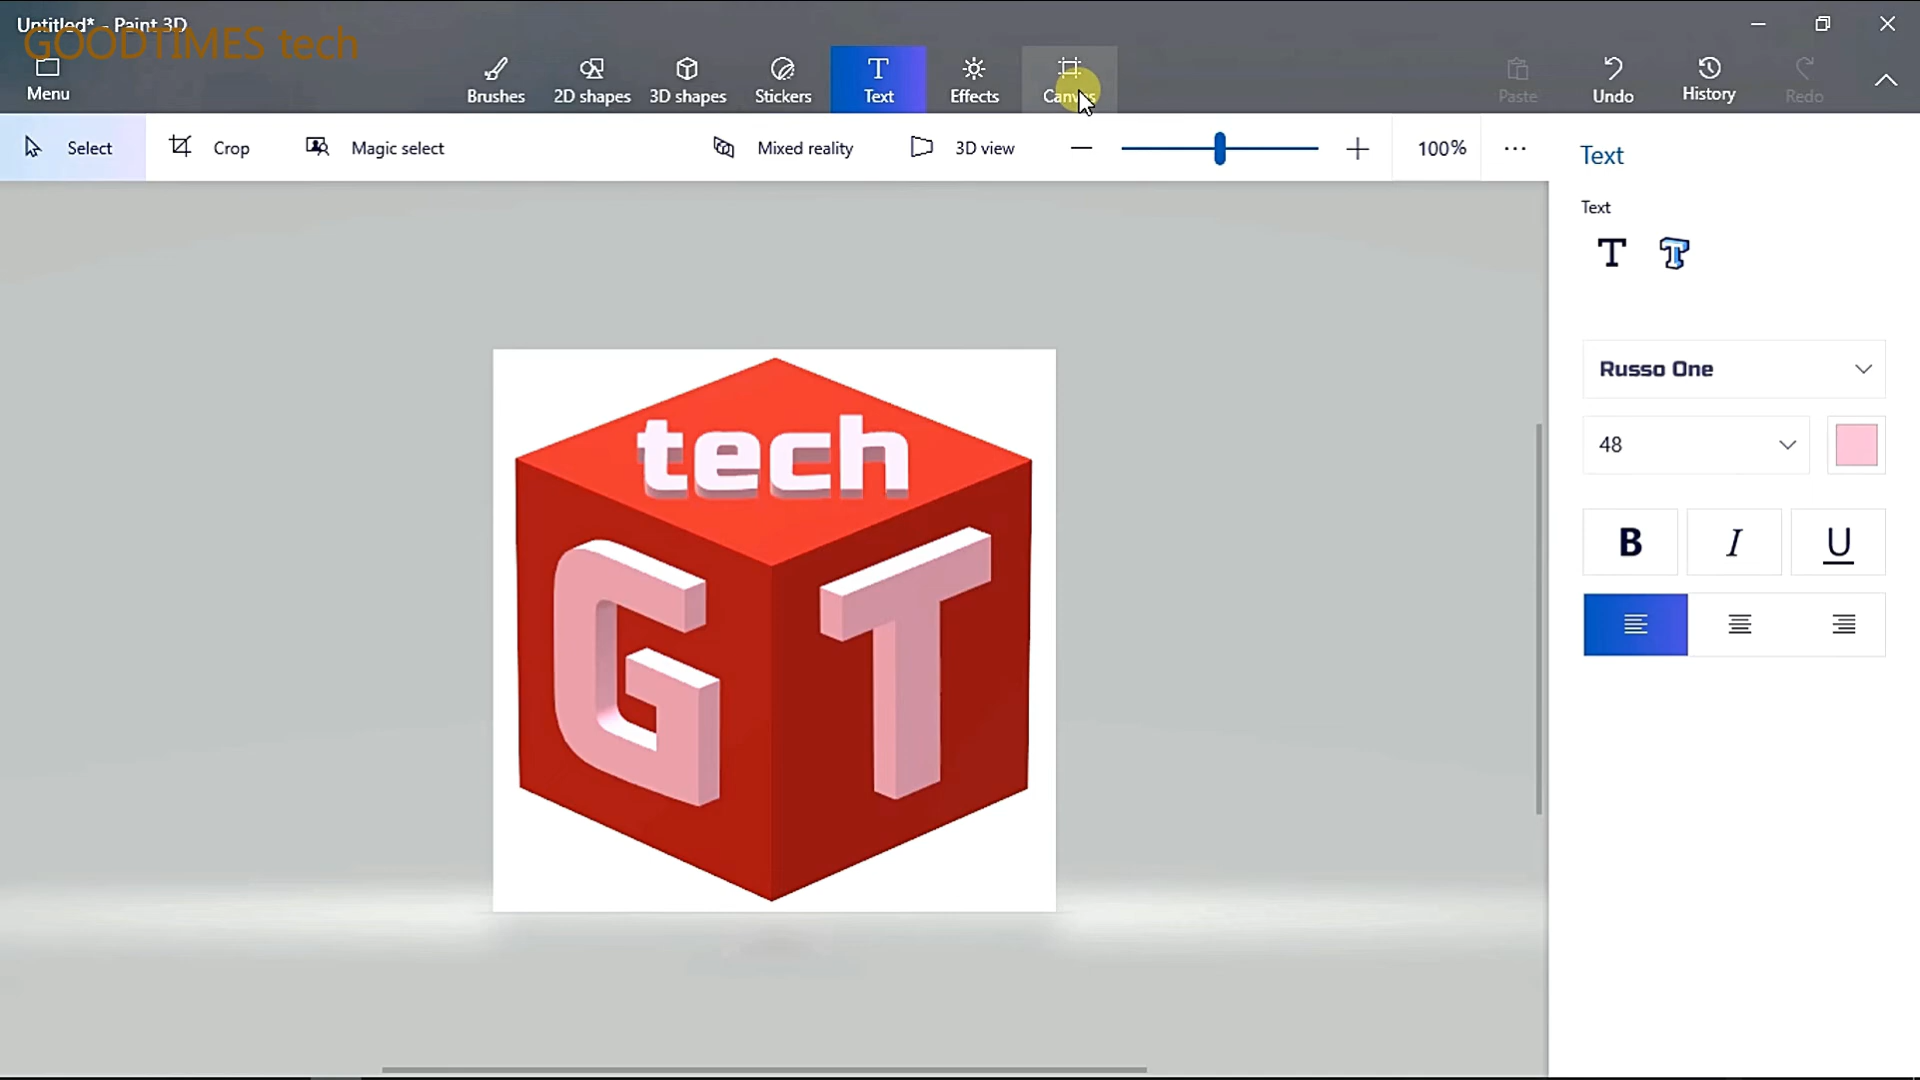 Untitled* - Paint 3D
GOODTIMES tech
Menu
Brushes
2D shapes
3D shapes
Stickers
Text
Effects
Canvas
Paste
Undo
History
Redo
Select
Crop
Magic select
Mixed reality
3D view
100%
Text
Text
T T
Russo One
48
B I U
tech
G T